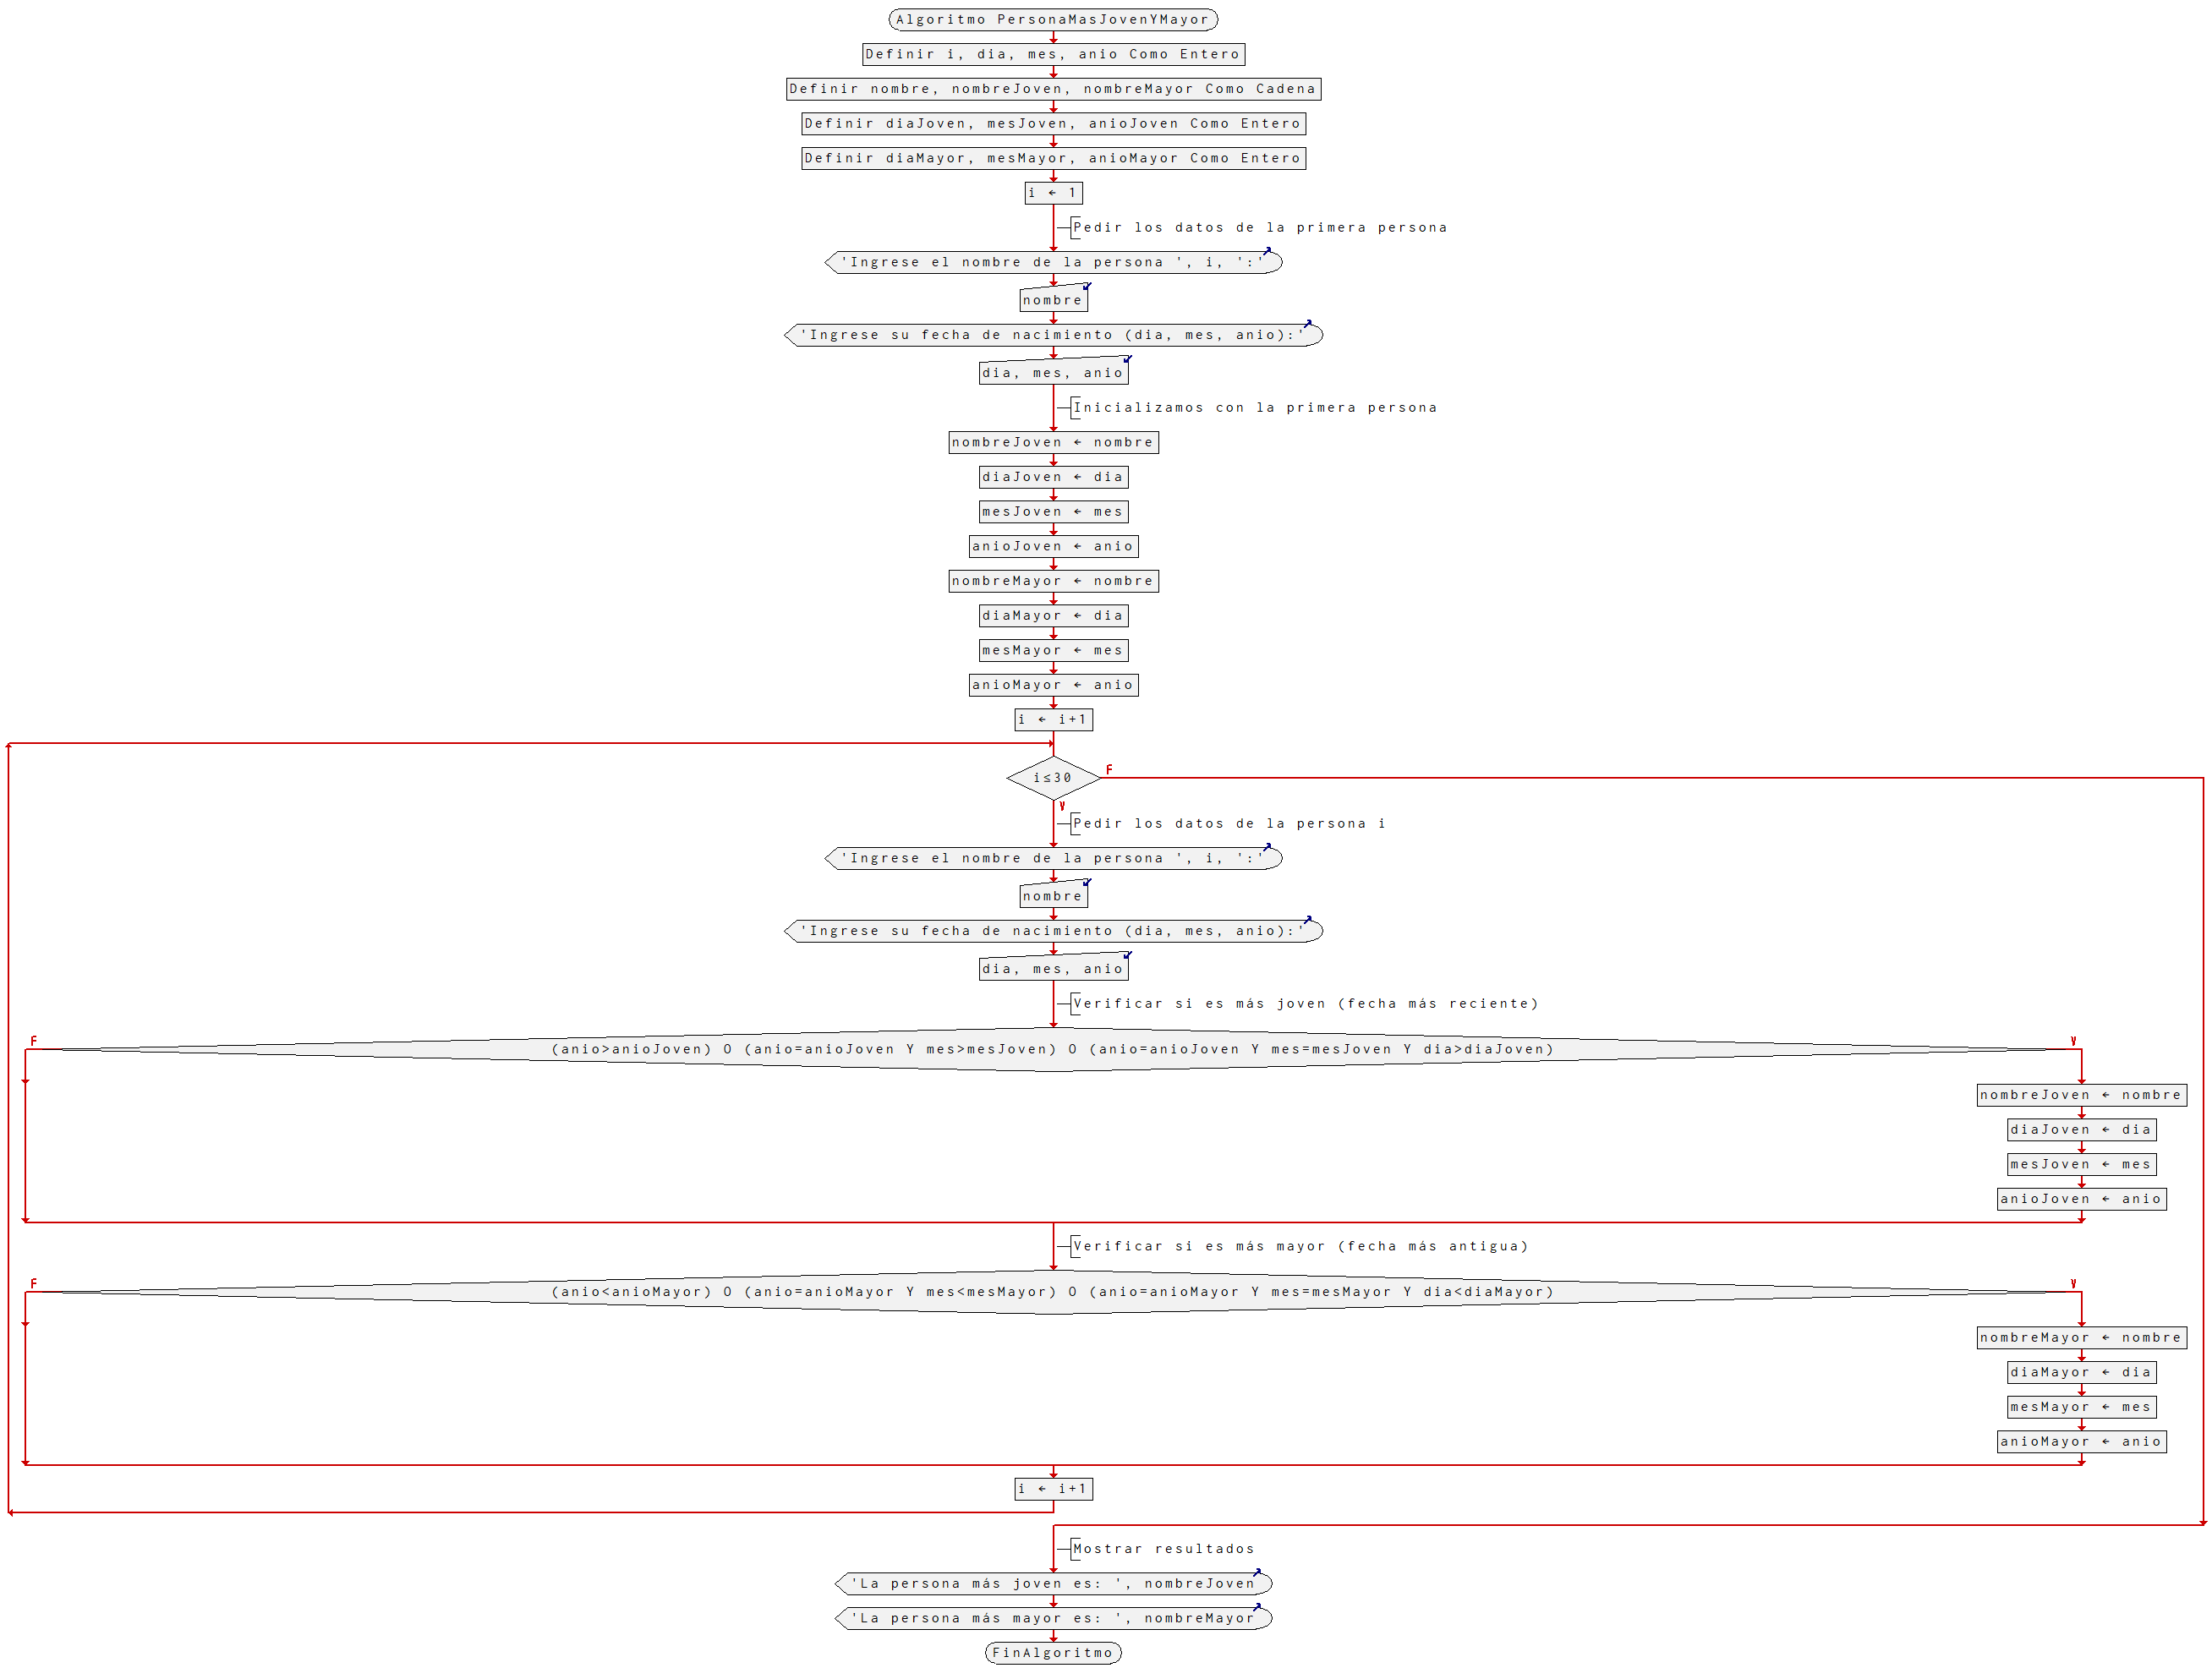 Algoritmo PersonaMasJovenYMayor
Definir i, dia, mes, anio Como Entero
Definir nombre, nombreJoven, nombreMayor Como Cadena
Definir diaJoven, mesJoven, anioJoven Como Entero
Definir diaMayor, mesMayor, anioMayor Como Entero
i ← 1
Pedir los datos de la primera persona
'Ingrese el nombre de la persona ', i, ':'
nombre
'Ingrese su fecha de nacimiento (dia, mes, anio):'
dia, mes, anio
Inicializamos con la primera persona
nombreJoven ← nombre
diaJoven ← dia
mesJoven ← mes
anioJoven ← anio
nombreMayor ← nombre
diaMayor ← dia
mesMayor ← mes
anioMayor ← anio
i ← i+1
i≤30
F
V
Pedir los datos de la persona i
'Ingrese el nombre de la persona ', i, ':'
nombre
'Ingrese su fecha de nacimiento (dia, mes, anio):'
dia, mes, anio
Verificar si es más joven (fecha más reciente)
F
(anio>anioJoven) O (anio=anioJoven Y mes>mesJoven) O (anio=anioJoven Y mes=mesJoven Y dia>diaJoven)
V
nombreJoven ← nombre
diaJoven ← dia
mesJoven ← mes
anioJoven ← anio
Verificar si es más mayor (fecha más antigua)
F
(anio<anioMayor) O (anio=anioMayor Y mes<mesMayor) O (anio=anioMayor Y mes=mesMayor Y dia<diaMayor)
V
nombreMayor ← nombre
diaMayor ← dia
mesMayor ← mes
anioMayor ← anio
i ← i+1
Mostrar resultados
'La persona más joven es: ', nombreJoven
'La persona más mayor es: ', nombreMayor
FinAlgoritmo